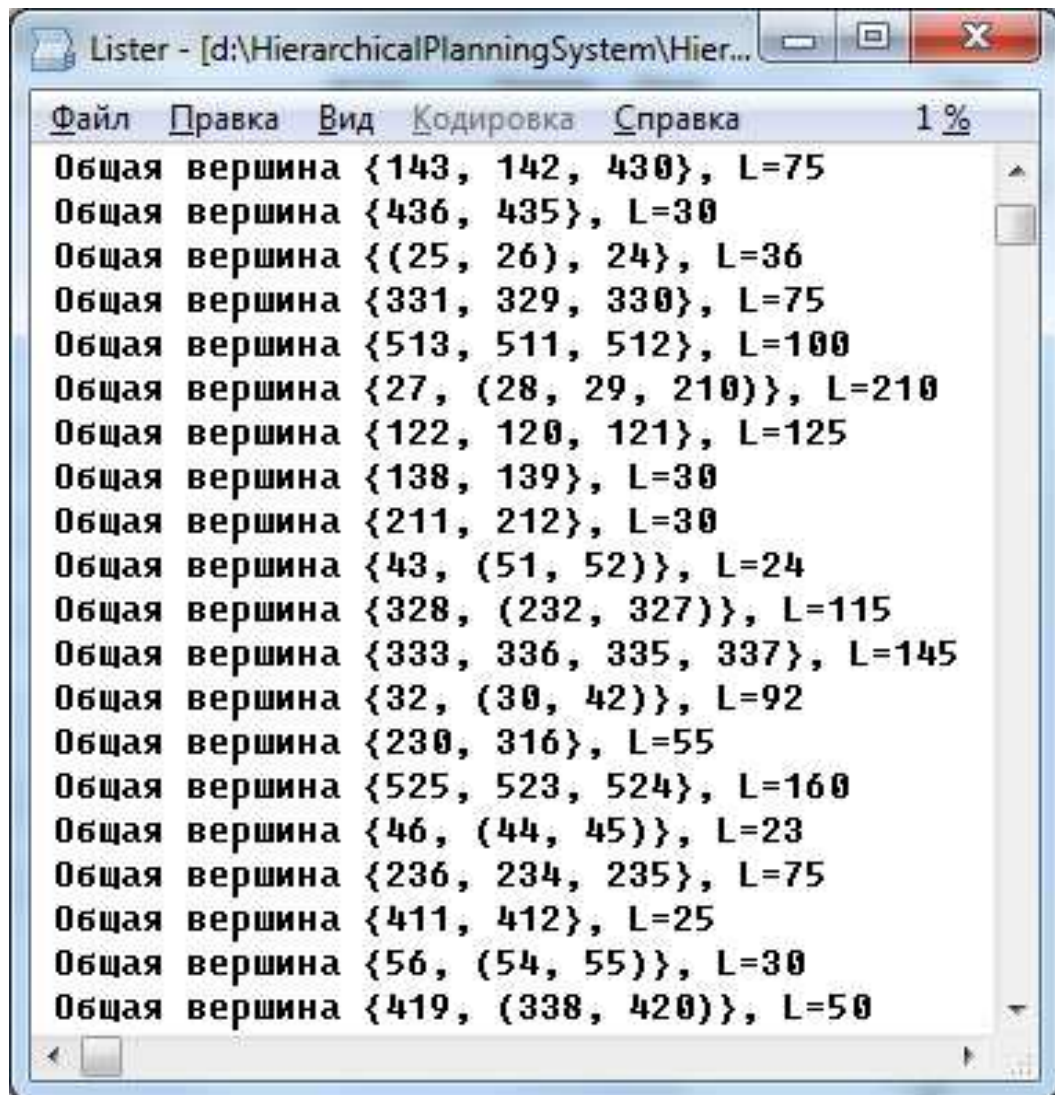 Lister - [d:\HierarchicalPlanningSystem\Hier...
Файл Правка Вид Кодировка Справка 1 %
Общая вершина {143, 142, 430}, L=75
Общая вершина {436, 435}, L=30
Общая вершина {(25, 26), 24}, L=36
Общая вершина {331, 329, 330}, L=75
Общая вершина {513, 511, 512}, L=100
Общая вершина {27, (28, 29, 210)}, L=210
Общая вершина {122, 120, 121}, L=125
Общая вершина {138, 139}, L=30
Общая вершина {211, 212}, L=30
Общая вершина {43, (51, 52)}, L=24
Общая вершина {328, (232, 327)}, L=115
Общая вершина {333, 336, 335, 337}, L=145
Общая вершина {32, (30, 42)}, L=92
Общая вершина {230, 316}, L=55
Общая вершина {525, 523, 524}, L=160
Общая вершина {46, (44, 45)}, L=23
Общая вершина {236, 234, 235}, L=75
Общая вершина {411, 412}, L=25
Общая вершина {56, (54, 55)}, L=30
Общая вершина {419, (338, 420)}, L=50